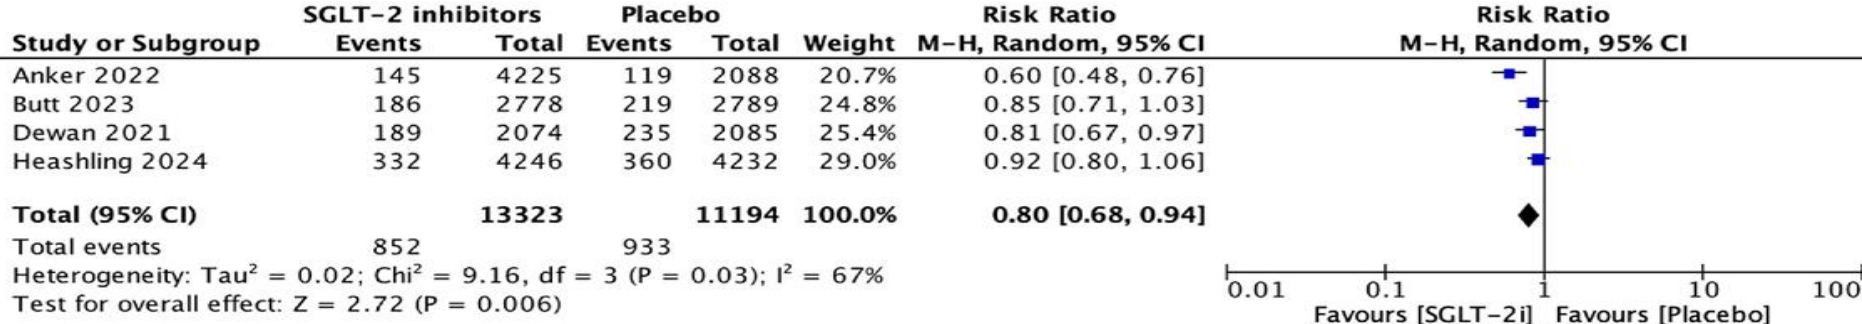 SGLT-2 inhibitors Placebo Risk Ratio Risk Ratio
Study or Subgroup Events Total Events Total Weight M-H, Random, 95% CI M-H, Random, 95% CI
Anker 2022 145 4225 119 2088 20.7% 0.60 [0.48, 0.76]
Butt 2023 186 2778 219 2789 24.8% 0.85 [0.71, 1.03]
Dewan 2021 189 2074 235 2085 25.4% 0.81 [0.67, 0.97]
Heashling 2024 332 4246 360 4232 29.0% 0.92 [0.80, 1.06]
Total (95% CI) 13323 11194 100.0% 0.80 [0.68, 0.94]
Total events 852 933
Heterogeneity: Tau² = 0.02; Chi² = 9.16, df = 3 (P = 0.03); I² = 67%
Test for overall effect: Z = 2.72 (P = 0.006)
0.01 0.1 1 10 100
Favours [SGLT-2i] Favours [Placebo]